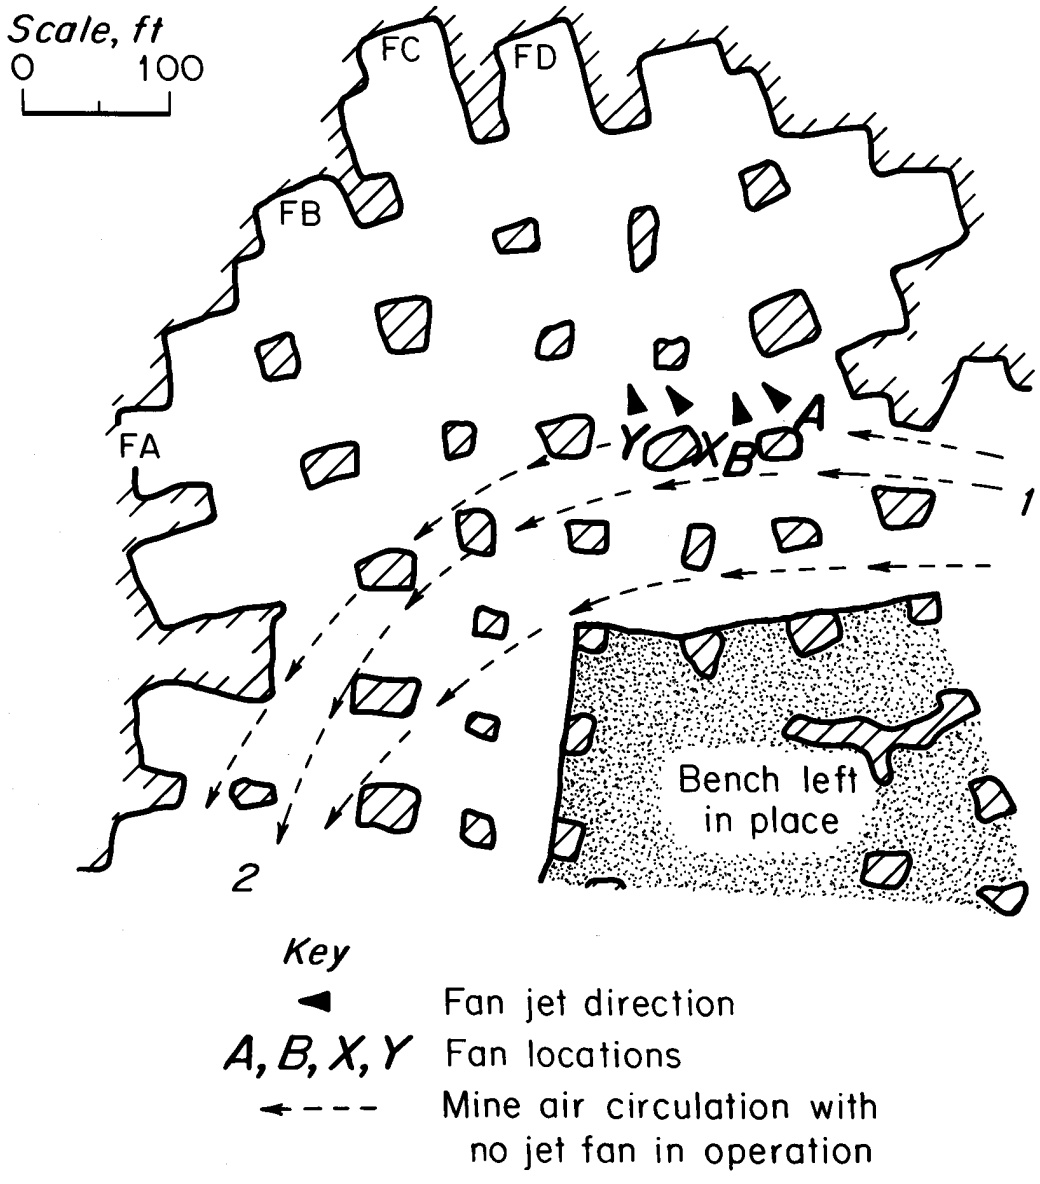 Scale, ft
0 100
FC
FD
FB
FA
A
Y
X
B
1
Bench left
in place
2
Key
Fan jet direction
A, B, X, Y Fan locations
Mine air circulation with
no jet fan in operation